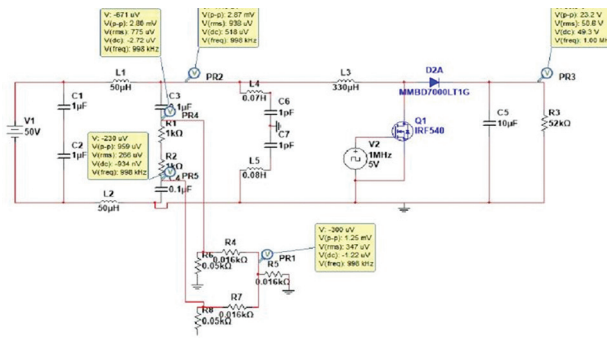 V: -671 uV
V(p-p): 2.86 mV
V(rms): 775 uV
V(dc): -2.72 uV
V(freq): 998 kHz
V(p-p): 2.67 mV
V(rms): 938 uV
V(dc): 518 uV
V(freq): 998 kHz
V(p-p): 23.2 V
V(rms): 50.8 V
V(dc): 49.3 V
V(freq): 1.00 M
L1
50µH
PR2
L4
0.07H
L3
330µH
D2A
MMBD7000LT1G
PR3
C1
1µF
C3
0.1µF
PR4
R1
1kΩ
C6
1pF
C7
1pF
V1
50V
C2
1µF
Q1
IRF540
C5
10µF
R3
52kΩ
V2
1MHz
5V
V: -230 uV
V(p-p): 959 uV
V(rms): 266 uV
V(dc): -934 nV
V(freq): 998 kHz
R2
1kΩ
PR5
0.1µF
L5
0.08H
L2
50µH
V: -300 uV
V(p-p): 1.25 mV
V(rms): 347 uV
V(dc): -1.22 uV
V(freq): 998 kHz
R6
0.05kΩ
R4
0.016kΩ
PR1
R5
0.016kΩ
R7
0.016kΩ
R8
0.05kΩ